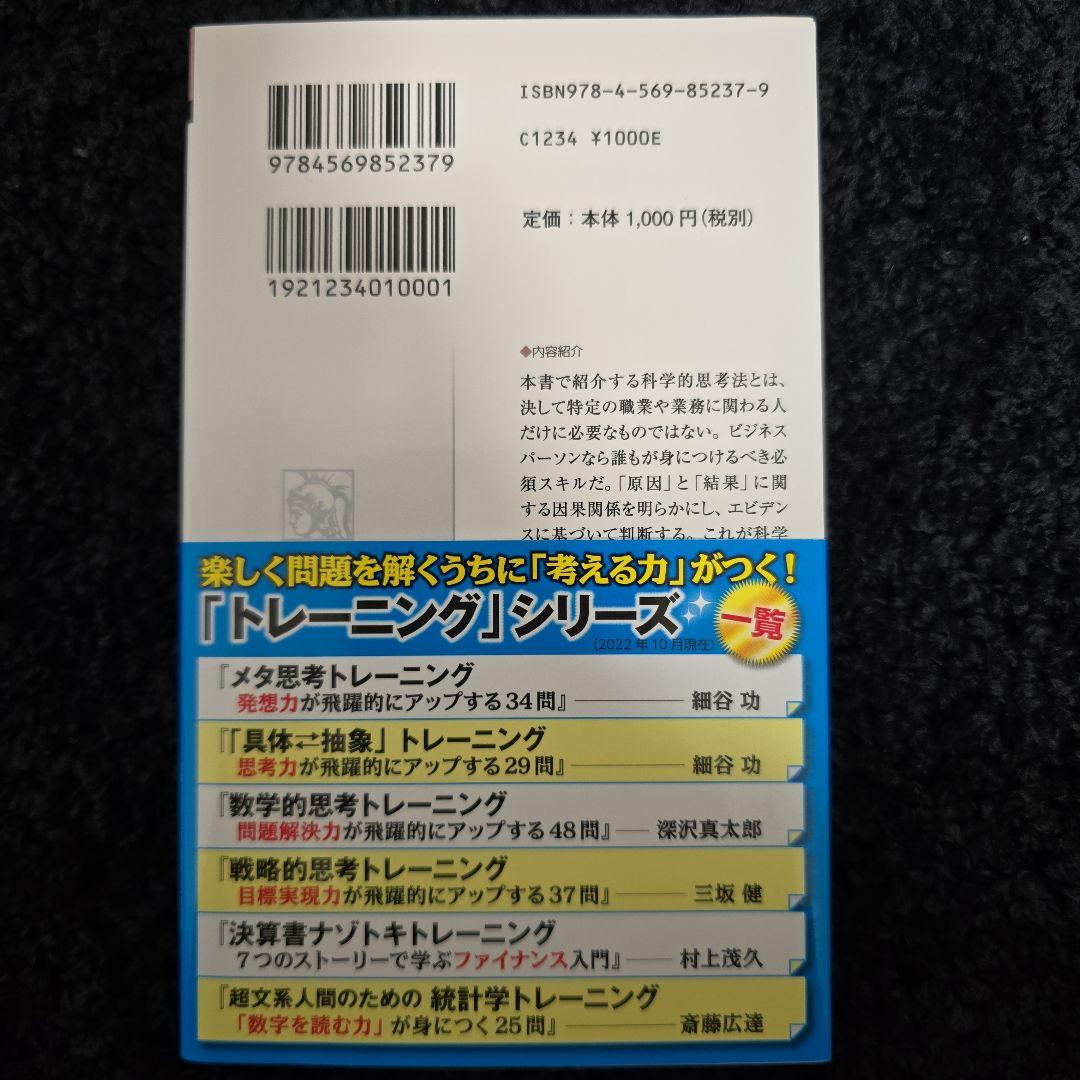 9784569852379
1921234010001
ISBN978-4-569-85237-9
C1234 ¥1000E
定価：本体 1,000 円（税別）
◆内容紹介
本書で紹介する科学的思考法とは、
決して特定の職業や業務に関わる人
だけに必要なものではない。ビジネス
パーソンなら誰もが身につけるべき必
須スキルだ。「原因」と「結果」に関
する因果関係を明らかにし、エビデン
スに基づいて判断する。これが科学
楽しく問題を解くうちに「考える力」がつく！
「トレーニング」シリーズ 一覧
（2022 年 10 月現在）
『メタ思考トレーニング
発想力が飛躍的にアップする34問』 細谷 功
『「具体⇄抽象」トレーニング
思考力が飛躍的にアップする29問』 細谷 功
『数学的思考トレーニング
問題解決力が飛躍的にアップする48問』 深沢真太郎
『戦略的思考トレーニング
目標実現力が飛躍的にアップする37問』 三坂 健
『決算書ナゾトキトレーニング
7つのストーリーで学ぶファイナンス入門』 村上茂久
『超文系人間のための 統計学トレーニング
「数字を読む力」が身につく25問』 斎藤広達